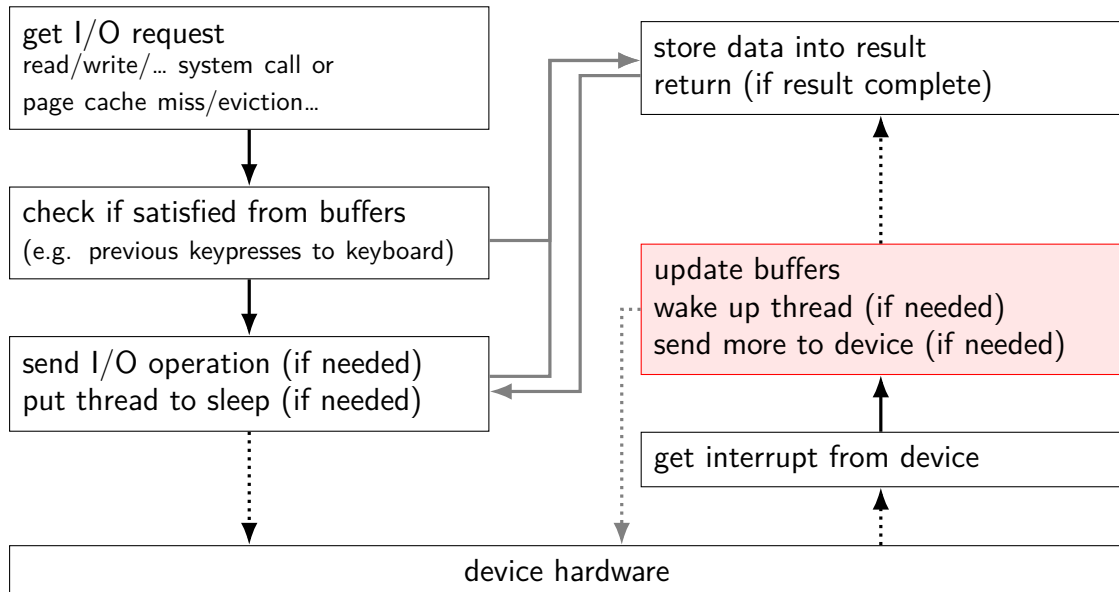 get I/O request
read/write/… system call or
page cache miss/eviction…
check if satisfied from buffers
(e.g. previous keypresses to keyboard)
send I/O operation (if needed)
put thread to sleep (if needed)
store data into result
return (if result complete)
update buffers
wake up thread (if needed)
send more to device (if needed)
get interrupt from device
device hardware